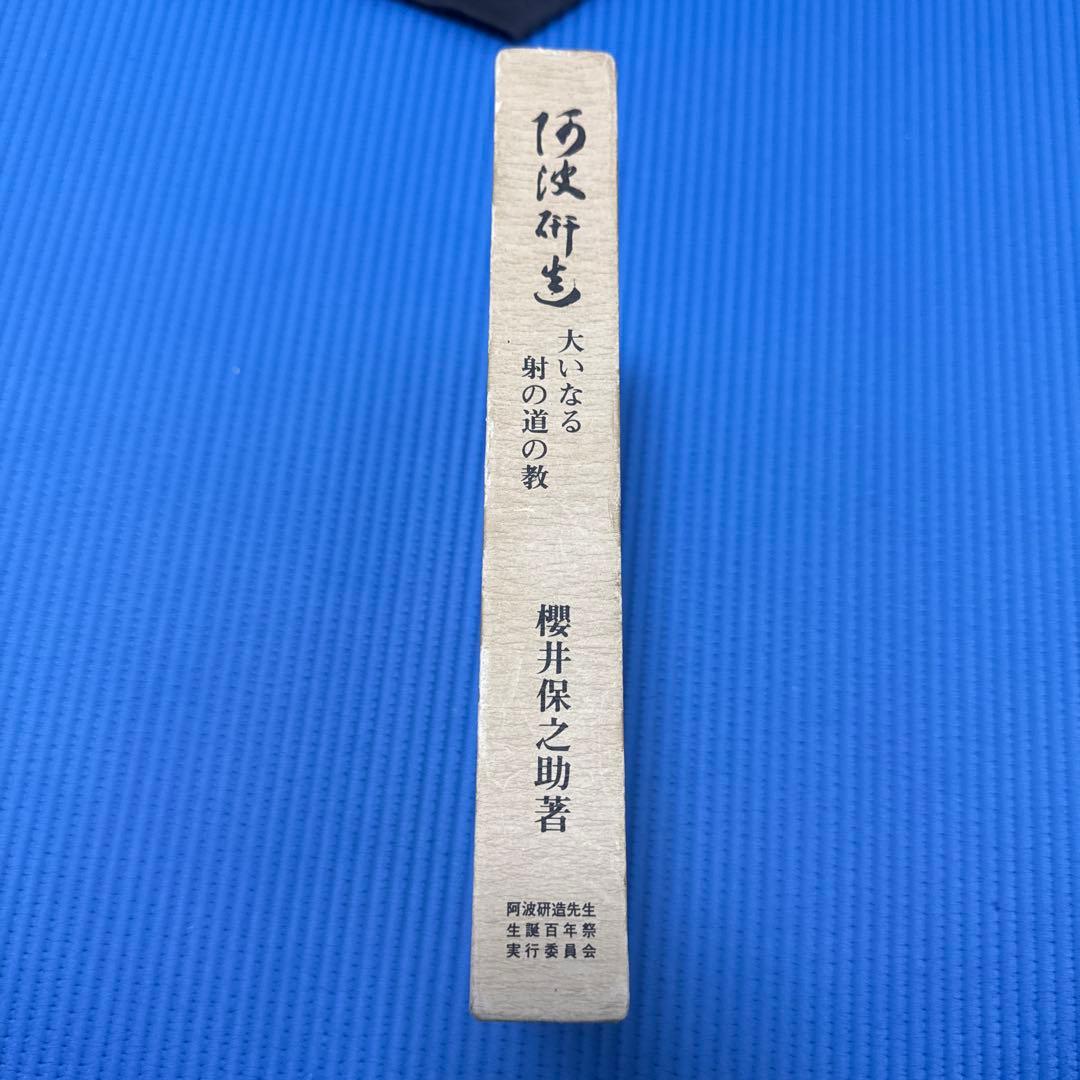 阿波研造
大いなる
射の道の教
櫻井保之助著
阿波研造先生
生誕百年祭
実行委員会